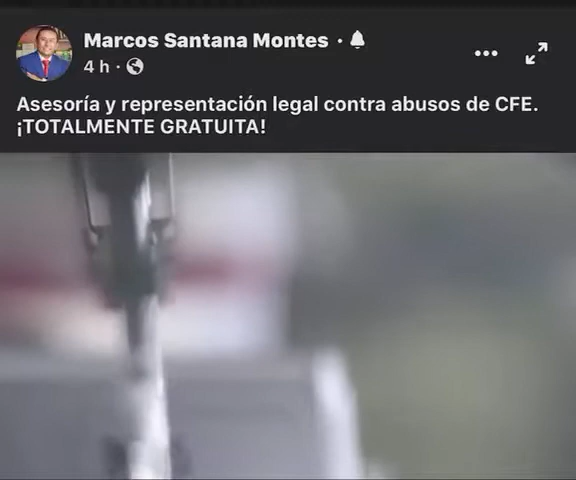 Marcos Santana Montes ·
4 h ·
Asesoría y representación legal contra abusos de CFE.
¡TOTALMENTE GRATUITA!